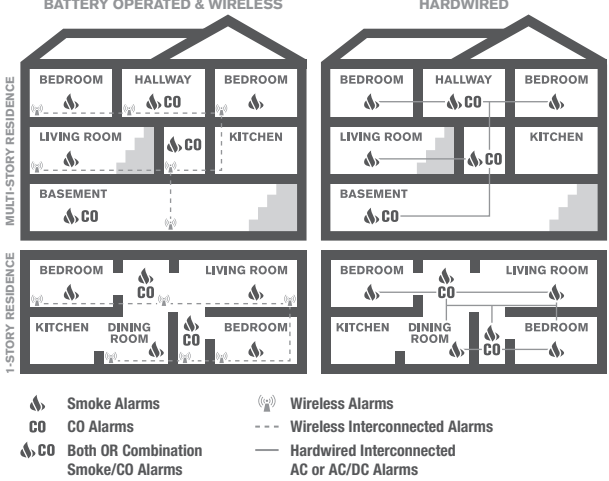 BATTERY OPERATED & WIRELESS
HARDWIRED
MULTI-STORY RESIDENCE
BEDROOM HALLWAY BEDROOM
CO
LIVING ROOM KITCHEN
CO
BASEMENT
CO
BEDROOM HALLWAY BEDROOM
CO
LIVING ROOM KITCHEN
CO
BASEMENT
CO
1-STORY RESIDENCE
BEDROOM LIVING ROOM
CO
KITCHEN DINING
ROOM CO BEDROOM
BEDROOM LIVING ROOM
CO
KITCHEN DINING
ROOM BEDROOM
CO
Smoke Alarms
CO CO Alarms
CO Both OR Combination
Smoke/CO Alarms
Wireless Alarms
Wireless Interconnected Alarms
Hardwired Interconnected
AC or AC/DC Alarms